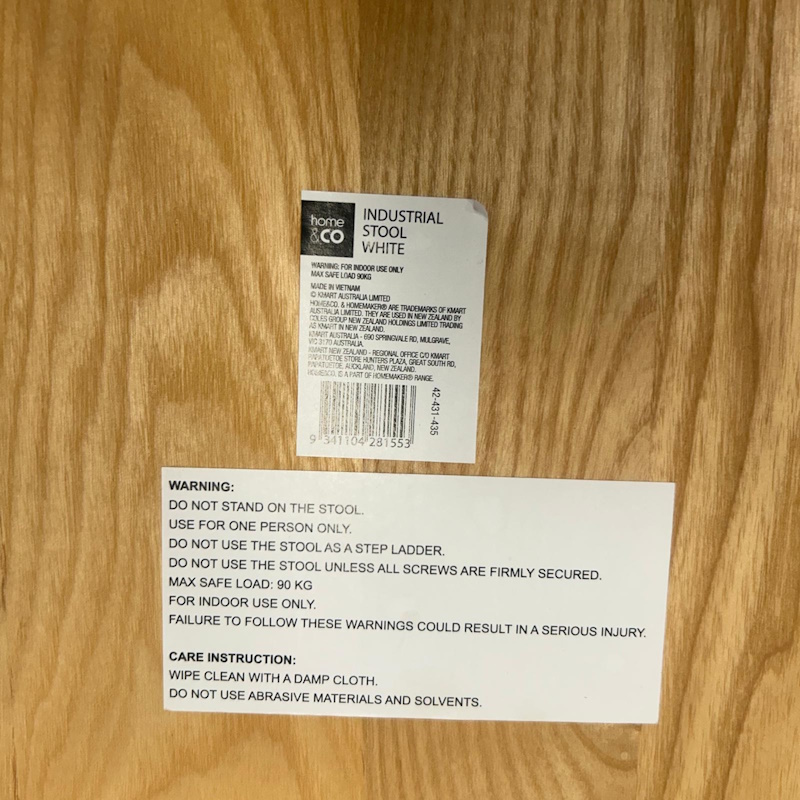 home
&CO
INDUSTRIAL
STOOL
WHITE
WARNING: FOR INDOOR USE ONLY
MAX SAFE LOAD 90KG
MADE IN VIETNAM
© KMART AUSTRALIA LIMITED
HOME&CO. & HOMEMAKER® ARE TRADEMARKS OF KMART
AUSTRALIA LIMITED. THEY ARE USED IN NEW ZEALAND BY
COLES GROUP NEW ZEALAND HOLDINGS LIMITED TRADING
AS KMART IN NEW ZEALAND.
KMART AUSTRALIA - 690 SPRINGVALE RD, MULGRAVE,
VIC 3170 AUSTRALIA.
KMART NEW ZEALAND - REGIONAL OFFICE C/O KMART
PAPATOETOE STORE HUNTERS PLAZA, GREAT SOUTH RD,
PAPATOETOE, AUCKLAND, NEW ZEALAND.
HOME&CO. IS A PART OF HOMEMAKER® RANGE.
42-431-435
9 341104 281553
WARNING:
DO NOT STAND ON THE STOOL.
USE FOR ONE PERSON ONLY.
DO NOT USE THE STOOL AS A STEP LADDER.
DO NOT USE THE STOOL UNLESS ALL SCREWS ARE FIRMLY SECURED.
MAX SAFE LOAD: 90 KG
FOR INDOOR USE ONLY.
FAILURE TO FOLLOW THESE WARNINGS COULD RESULT IN A SERIOUS INJURY.
CARE INSTRUCTION:
WIPE CLEAN WITH A DAMP CLOTH.
DO NOT USE ABRASIVE MATERIALS AND SOLVENTS.